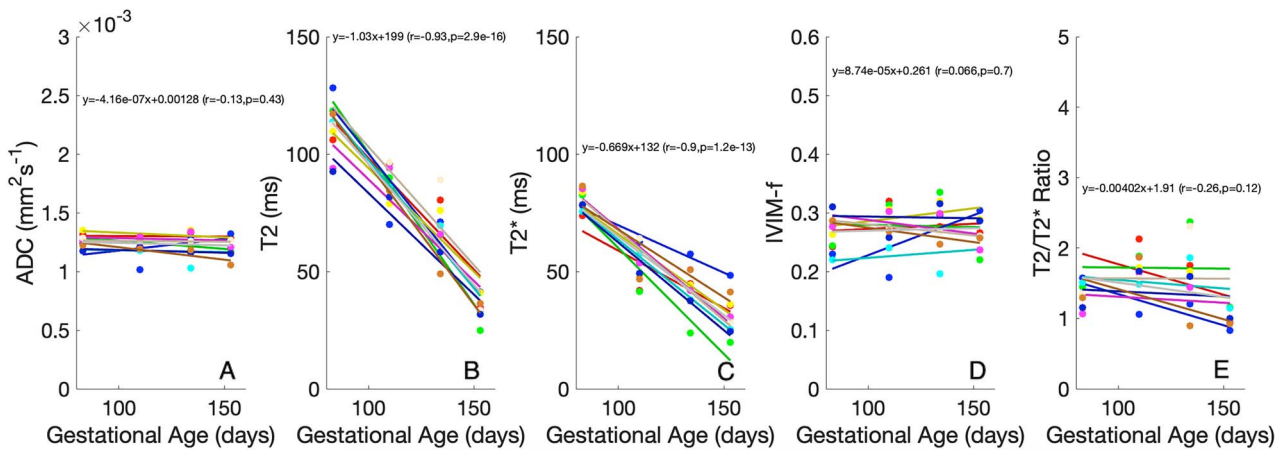 ×10⁻³
3
2.5
2
1.5
1
0.5
0
ADC (mm²s⁻¹)
y=-4.16e-07x+0.00128 (r=-0.13,p=0.43)
A
100 150
Gestational Age (days)
150
100
50
0
T2 (ms)
y=-1.03x+199 (r=-0.93,p=2.9e-16)
B
100 150
Gestational Age (days)
150
100
50
0
T2* (ms)
y=-0.669x+132 (r=-0.9,p=1.2e-13)
C
100 150
Gestational Age (days)
0.6
0.5
0.4
0.3
0.2
0.1
0
IVIM-f
y=8.74e-05x+0.261 (r=0.066,p=0.7)
D
100 150
Gestational Age (days)
5
4
3
2
1
0
T2/T2* Ratio
y=-0.00402x+1.91 (r=-0.26,p=0.12)
E
100 150
Gestational Age (days)